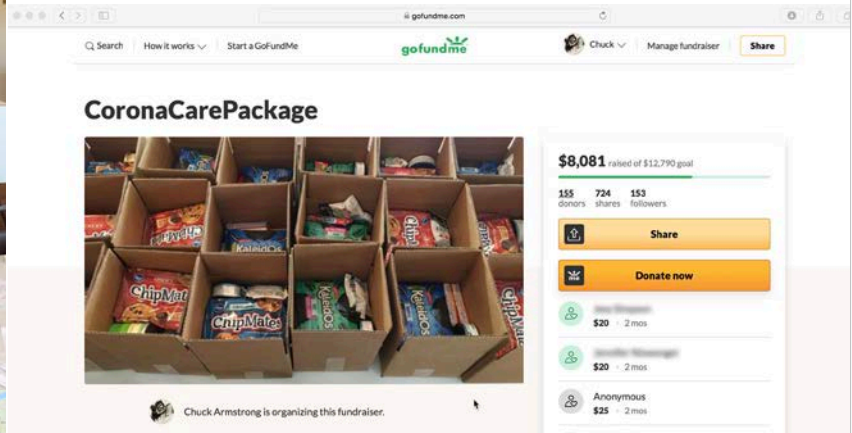 gofundme.com
Search How it works Start a GoFundMe gofundme Chuck Manage fundraiser Share
CoronaCarePackage
$8,081 raised of $12,790 goal
155 724 153
donors shares followers
Share
Donate now
$20 · 2 mos
$20 · 2 mos
Anonymous
$25 · 2 mos
ChipMates
KaleidOs
ChipMates
ChipMates
KaleidOs
Chuck Armstrong is organizing this fundraiser.